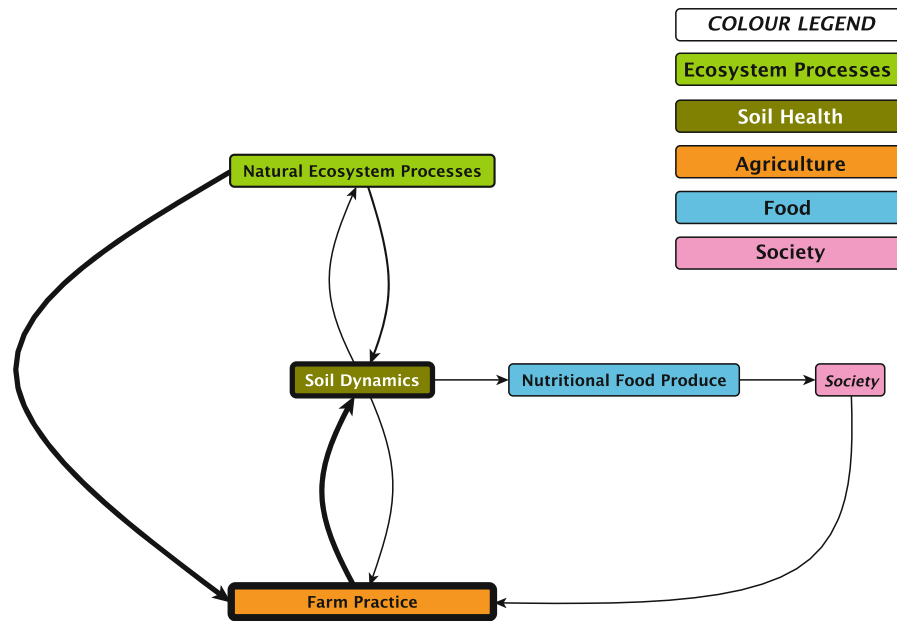 COLOUR LEGEND
Ecosystem Processes
Soil Health
Agriculture
Food
Society
Natural Ecosystem Processes
Soil Dynamics
Nutritional Food Produce
Society
Farm Practice